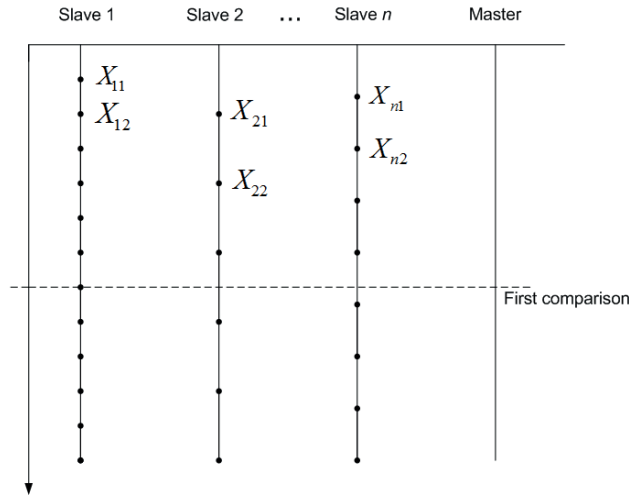 Slave 1 Slave 2 ... Slave n Master
X11
X12
X21
X22
Xn1
Xn2
First comparison